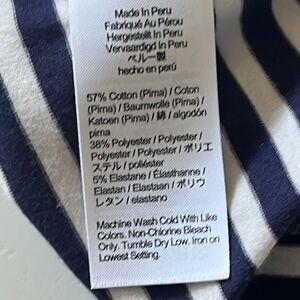 Made In Peru
Fabriqué Au Pérou
Hergestellt In Peru
Vervaardigd In Peru
ペルー製
hecho en perú
57% Cotton (Pima) / Coton
(Pima) / Baumwolle (Pima) /
Katoen (Pima) / 綿 / algodón
pima
38% Polyester / Polyester /
Polyester / Polyester / ポリエ
ステル / poliéster
5% Elastane / Élasthanne /
Elastan / Elastaan / ポリウ
レタン / elastano
Machine Wash Cold With Like
Colors. Non-Chlorine Bleach
Only. Tumble Dry Low. Iron on
Lowest Setting.